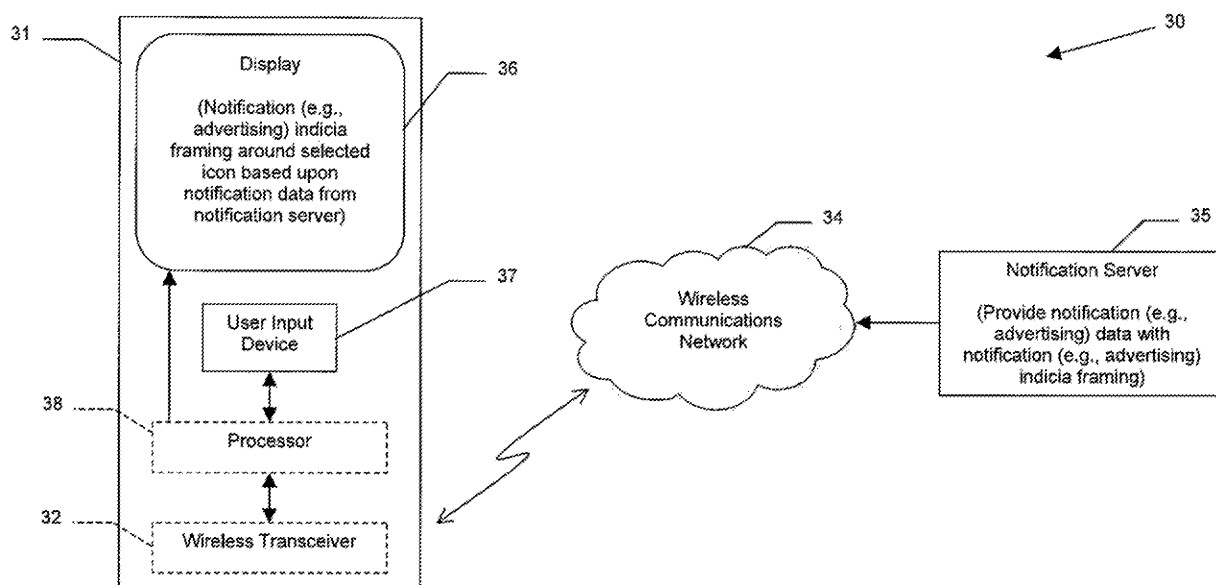 31
30
Display
36
(Notification (e.g.,
advertising) indicia
framing around selected
icon based upon
notification data from
notification server)
34
35
Notification Server
(Provide notification (e.g.,
advertising) data with
notification (e.g., advertising)
indicia framing)
37
User Input
Device
Wireless
Communications
Network
38
Processor
32
Wireless Transceiver